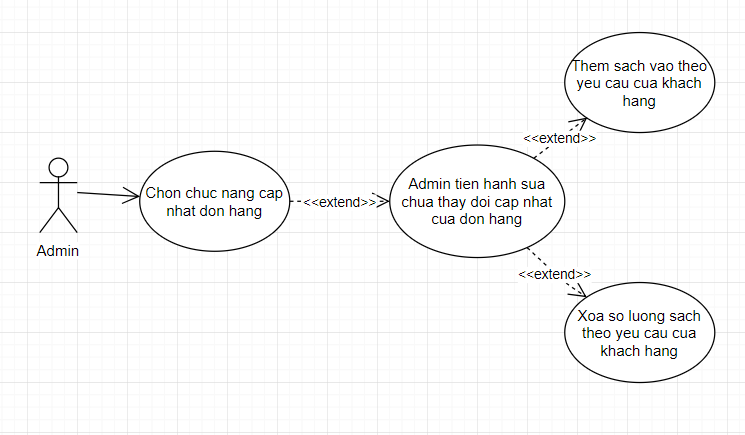 Them sach vao theo
yeu cau cua khach
hang
<<extend>>
Admin
Chon chuc nang cap
nhat don hang
<<extend>>
Admin tien hanh sua
chua thay doi cap nhat
cua don hang
<<extend>>
Xoa so luong sach
theo yeu cau cua
khach hang